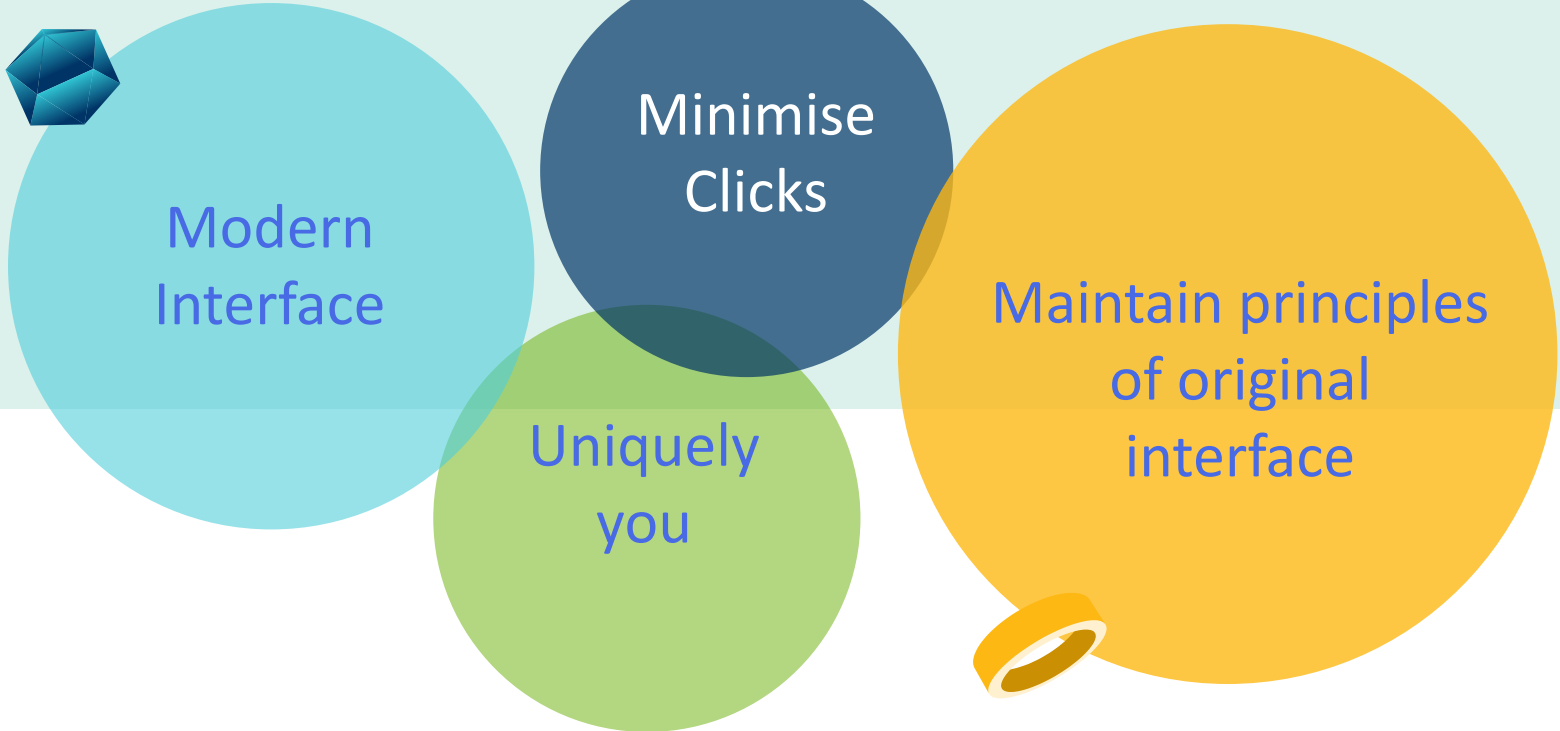 Modern
Interface
Minimise
Clicks
Uniquely
you
Maintain principles
of original
interface